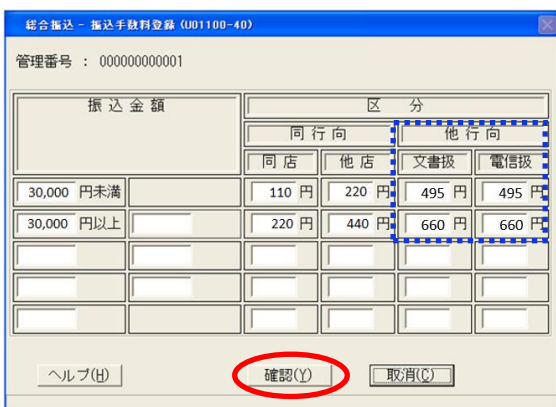 総合振込 - 振込手数料登録 (U01100-40)
管理番号 : 000000000001
振込金額 区 分
同行向 他行向
同店 他店 文書扱 電信扱
30,000 円未満 110 円 220 円 495 円 495 円
30,000 円以上 220 円 440 円 660 円 660 円
ヘルプ(H) 確認(Y) 取消(C)